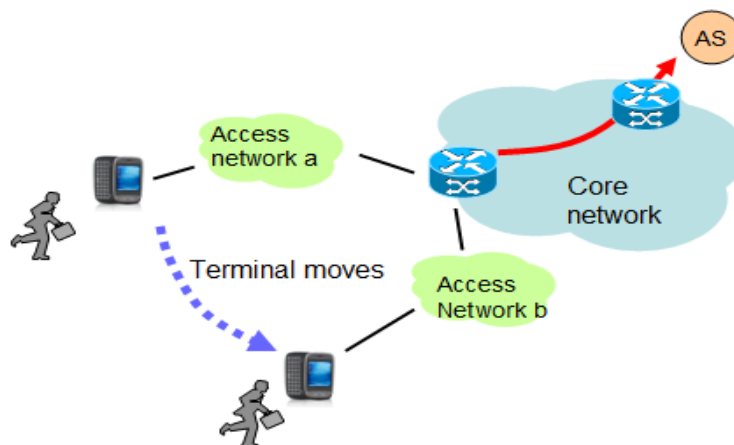 AS
Access
network a
Core
network
Terminal moves
Access
Network b